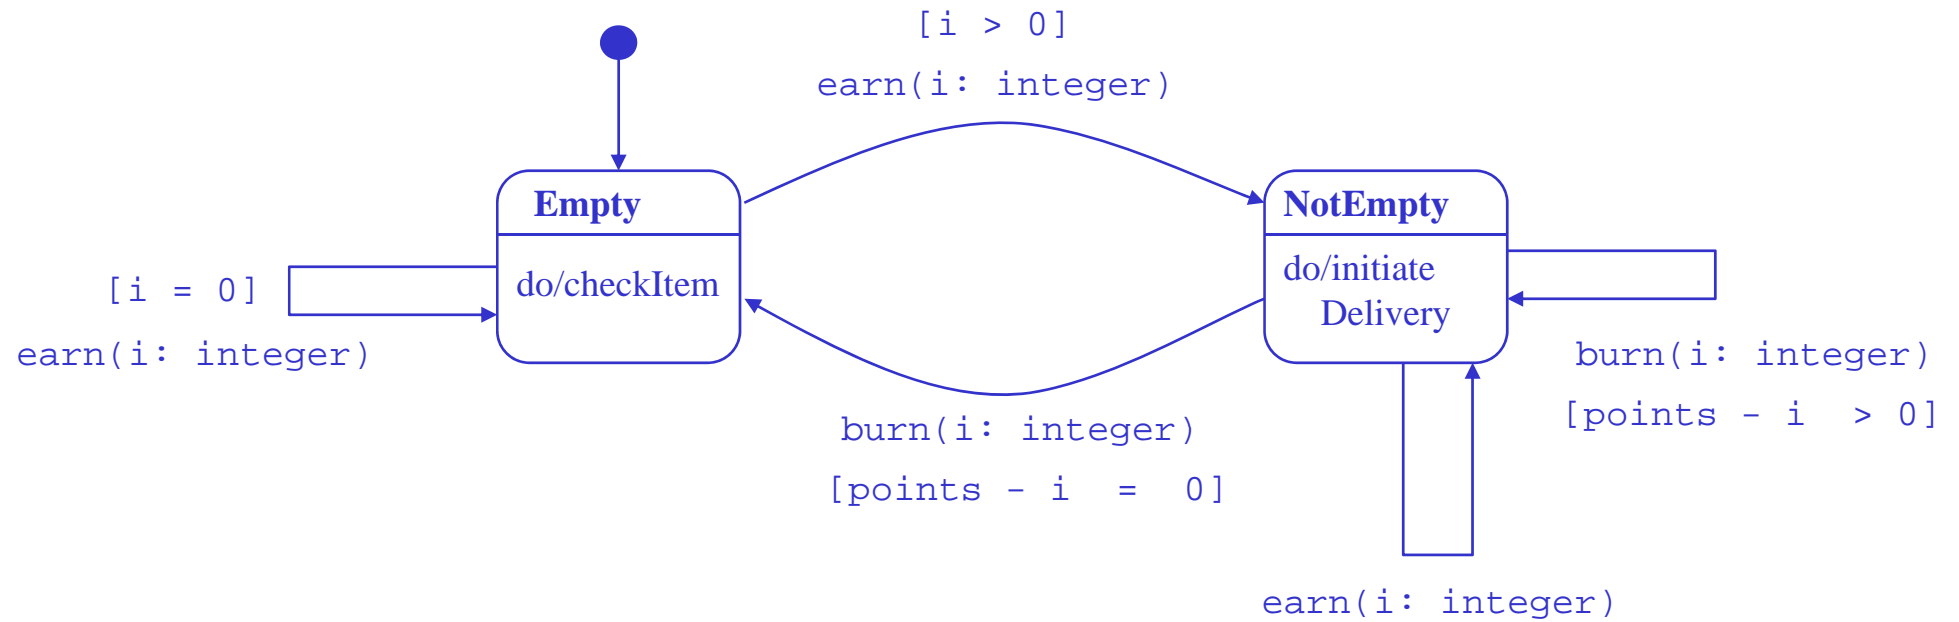 [i > 0]
earn(i: integer)
Empty
do/checkItem
NotEmpty
do/initiate
Delivery
[i = 0]
earn(i: integer)
burn(i: integer)
[points - i > 0]
burn(i: integer)
[points - i = 0]
earn(i: integer)